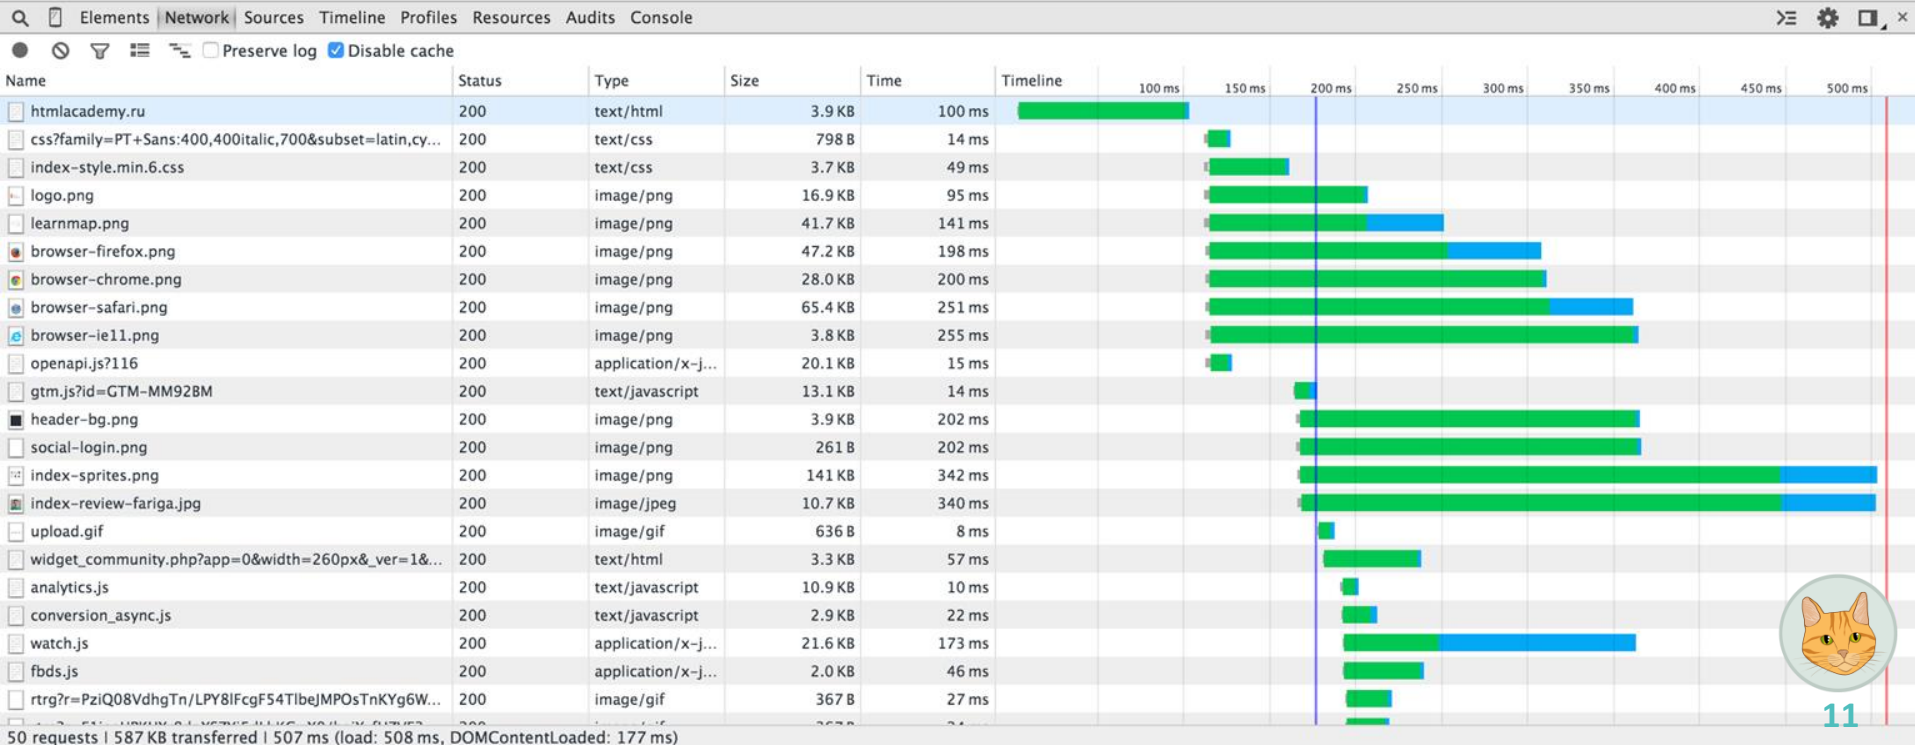 Elements Network Sources Timeline Profiles Resources Audits Console
Preserve log Disable cache
Name Status Type Size Time Timeline 100 ms 150 ms 200 ms 250 ms 300 ms 350 ms 400 ms 450 ms 500 ms
htmlacademy.ru 200 text/html 3.9 KB 100 ms
css?family=PT+Sans:400,400italic,700&subset=latin,cy... 200 text/css 798 B 14 ms
index-style.min.6.css 200 text/css 3.7 KB 49 ms
logo.png 200 image/png 16.9 KB 95 ms
learnmap.png 200 image/png 41.7 KB 141 ms
browser-firefox.png 200 image/png 47.2 KB 198 ms
browser-chrome.png 200 image/png 28.0 KB 200 ms
browser-safari.png 200 image/png 65.4 KB 251 ms
browser-ie11.png 200 image/png 3.8 KB 255 ms
openapi.js?116 200 application/x-j... 20.1 KB 15 ms
gtm.js?id=GTM-MM92BM 200 text/javascript 13.1 KB 14 ms
header-bg.png 200 image/png 3.9 KB 202 ms
social-login.png 200 image/png 261 B 202 ms
index-sprites.png 200 image/png 141 KB 342 ms
index-review-fariga.jpg 200 image/jpeg 10.7 KB 340 ms
upload.gif 200 image/gif 636 B 8 ms
widget_community.php?app=0&width=260px&_ver=1&... 200 text/html 3.3 KB 57 ms
analytics.js 200 text/javascript 10.9 KB 10 ms
conversion_async.js 200 text/javascript 2.9 KB 22 ms
watch.js 200 application/x-j... 21.6 KB 173 ms
fbds.js 200 application/x-j... 2.0 KB 46 ms
rtrg?r=PziQ08VdhgTn/LPY8lFcgF54TlbeJMPOsTnKYg6W... 200 image/gif 367 B 27 ms
11
50 requests | 587 KB transferred | 507 ms (load: 508 ms, DOMContentLoaded: 177 ms)